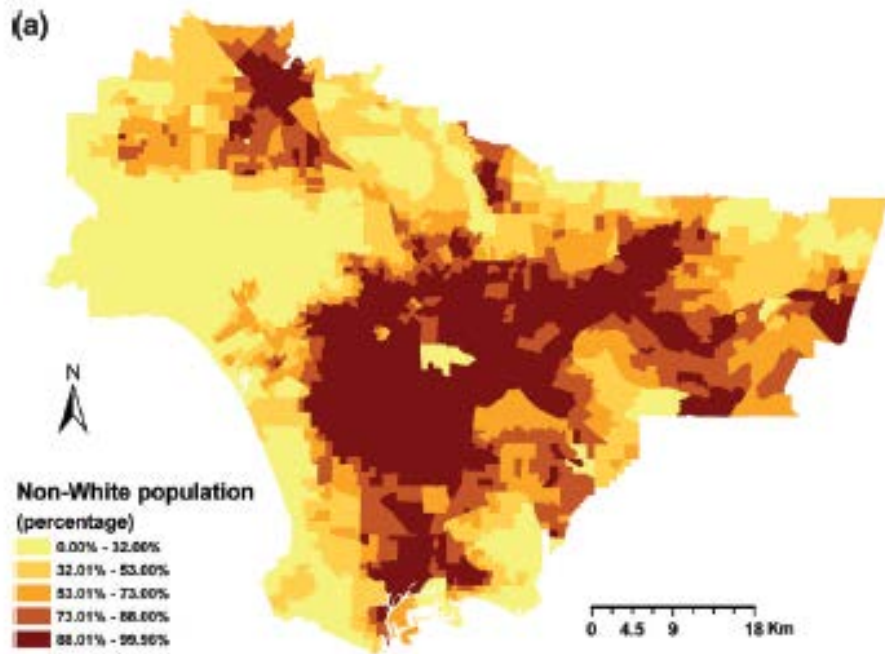 (a)
N
Non-White population
(percentage)
0.00% - 32.00%
32.01% - 53.00%
53.01% - 73.00%
73.01% - 88.00%
88.01% - 99.96%
0 4.5 9 18 Km